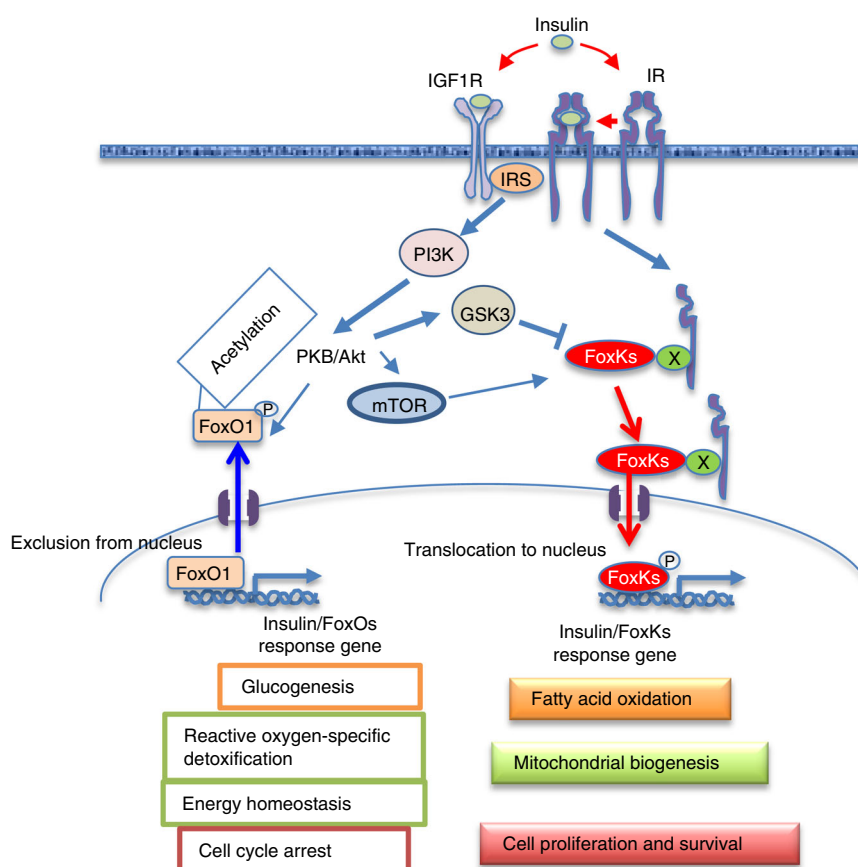 Insulin
IGF1R
IR
IRS
PI3K
GSK3
Acetylation
PKB/Akt
FoxKs
X
mTOR
P
FoxO1
FoxKs
X
Exclusion from nucleus
Translocation to nucleus
P
FoxO1
FoxKs
Insulin/FoxOs
response gene
Insulin/FoxKs
response gene
Glucogenesis
Fatty acid oxidation
Reactive oxygen-specific
detoxification
Mitochondrial biogenesis
Energy homeostasis
Cell proliferation and survival
Cell cycle arrest